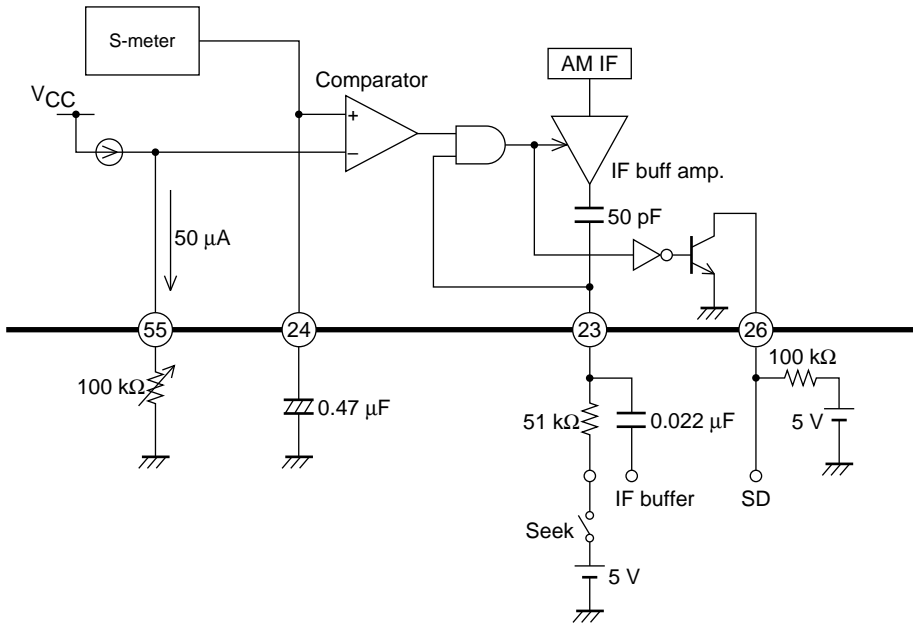 S-meter
AM IF
Comparator
VCC
+
−
IF buff amp.
50 pF
50 μA
55
24
23
26
100 kΩ
0.47 μF
51 kΩ
0.022 μF
100 kΩ
5 V
IF buffer
SD
Seek
5 V